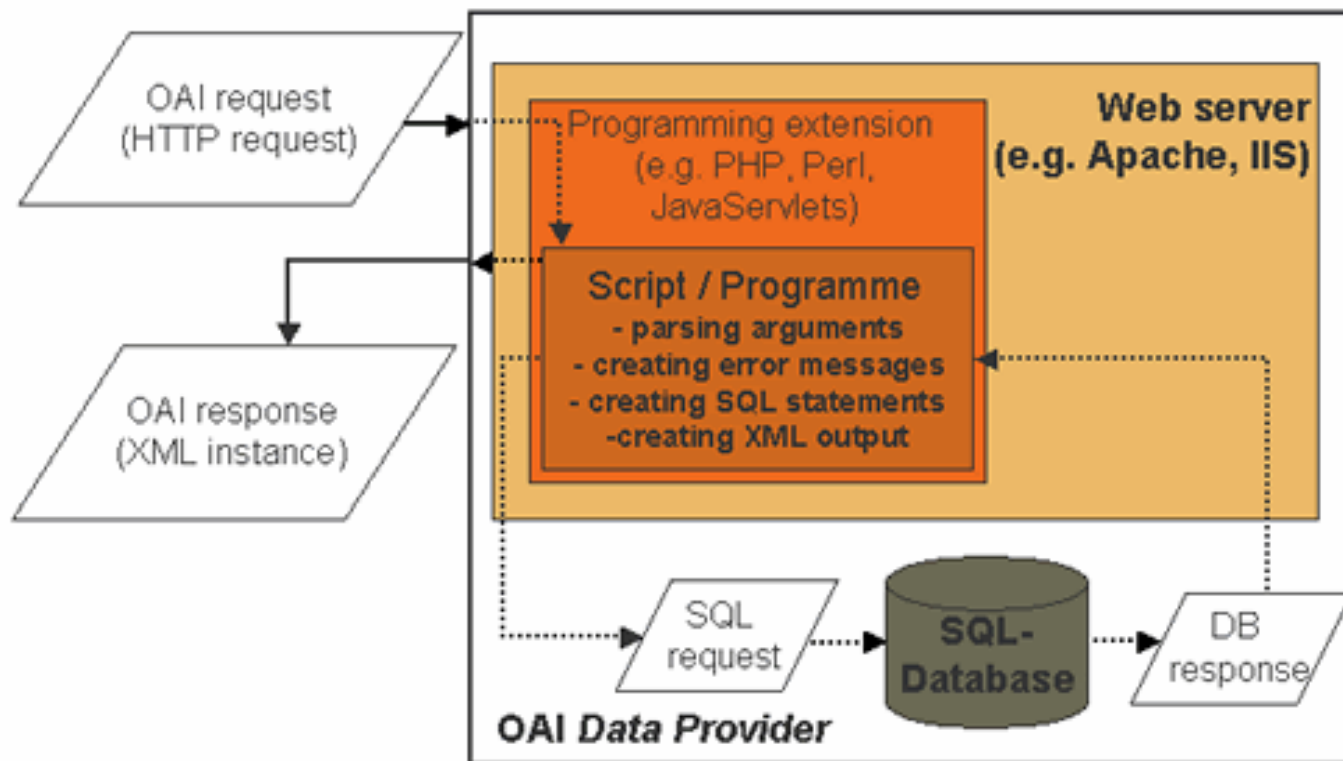 OAI request
(HTTP request)
Programming extension
(e.g. PHP, Perl,
JavaServlets)
Web server
(e.g. Apache, IIS)
Script / Programme
- parsing arguments
- creating error messages
- creating SQL statements
-creating XML output
OAI response
(XML instance)
SQL
request
SQL-
Database
DB
response
OAI Data Provider